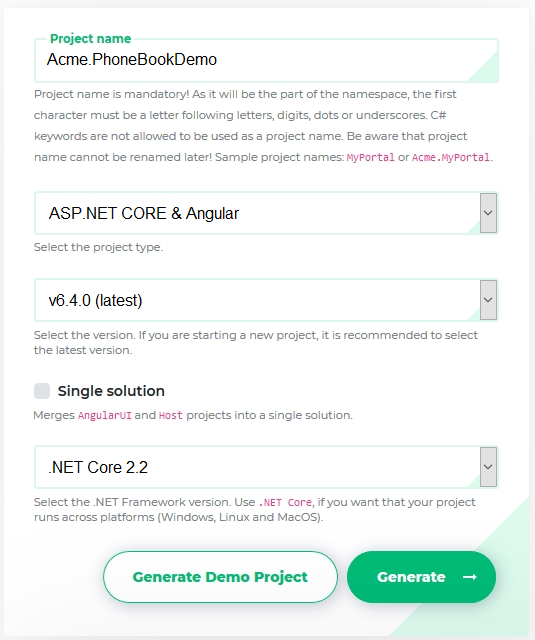 Project name
Acme.PhoneBookDemo
Project name is mandatory! As it will be the part of the namespace, the first
character must be a letter following letters, digits, dots or underscores. C#
keywords are not allowed to be used as a project name. Be aware that project
name cannot be renamed later! Sample project names: MyPortal or Acme.MyPortal.
ASP.NET CORE & Angular
Select the project type.
v6.4.0 (latest)
Select the version. If you are starting a new project, it is recommended to select
the latest version.
Single solution
Merges AngularUI and Host projects into a single solution.
.NET Core 2.2
Select the .NET Framework version. Use .NET Core, if you want that your project
runs across platforms (Windows, Linux and MacOS).
Generate Demo Project
Generate →